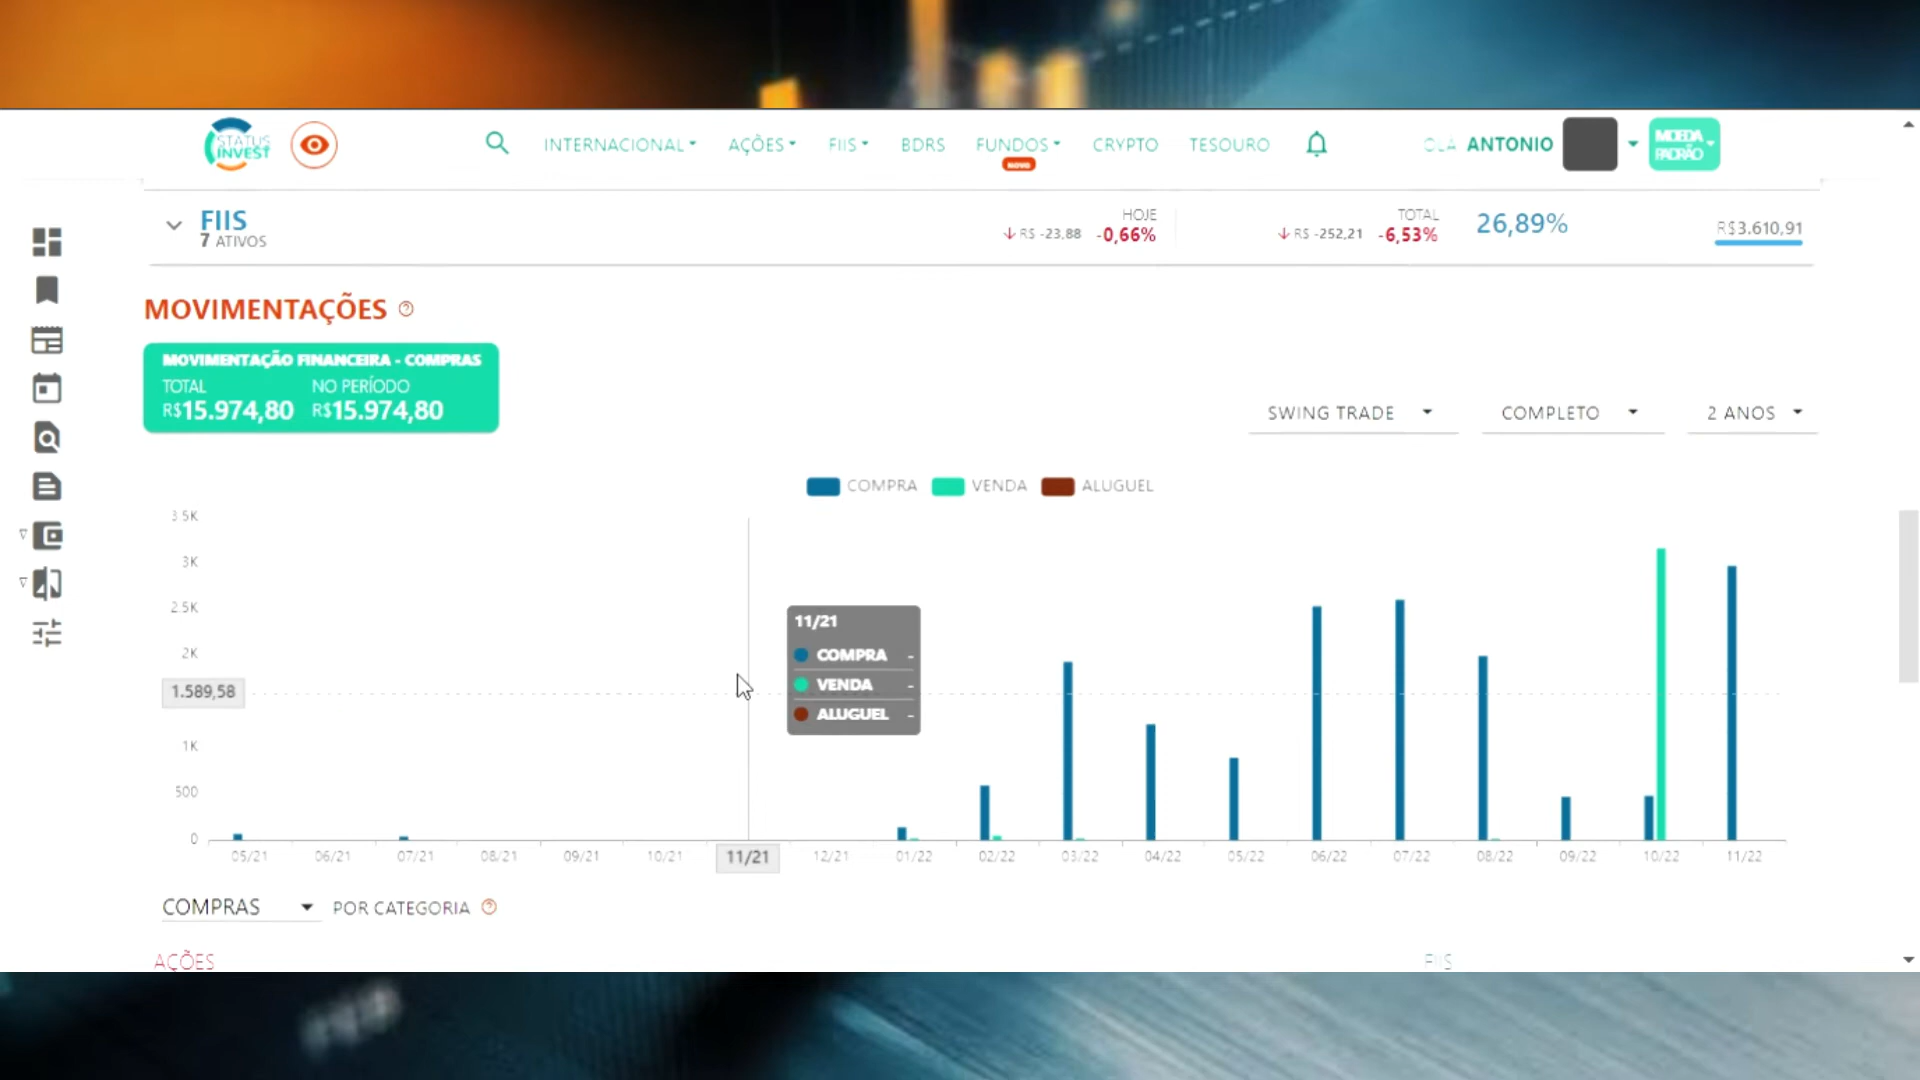 STATUS
INVEST
INTERNACIONAL
AÇÕES
FIIS
BDRS
FUNDOS
NOVO
CRYPTO
TESOURO
OLA ANTONIO
MOEDA
PADRÃO
FIIS
7 ATIVOS
HOJE
R$ -23,88 -0,66%
TOTAL
R$ -252,21 -6,53%
26,89%
R$3.610,91
MOVIMENTAÇÕES
MOVIMENTAÇÃO FINANCEIRA - COMPRAS
TOTAL NO PERÍODO
R$15.974,80 R$15.974,80
SWING TRADE COMPLETO 2 ANOS
COMPRA VENDA ALUGUEL
3.5K
3K
2.5K
2K
1.589,58
1K
500
0
11/21
COMPRA -
VENDA -
ALUGUEL -
05/21 06/21 07/21 08/21 09/21 10/21 11/21 12/21 01/22 02/22 03/22 04/22 05/22 06/22 07/22 08/22 09/22 10/22 11/22
COMPRAS POR CATEGORIA
AÇÕES FIIS